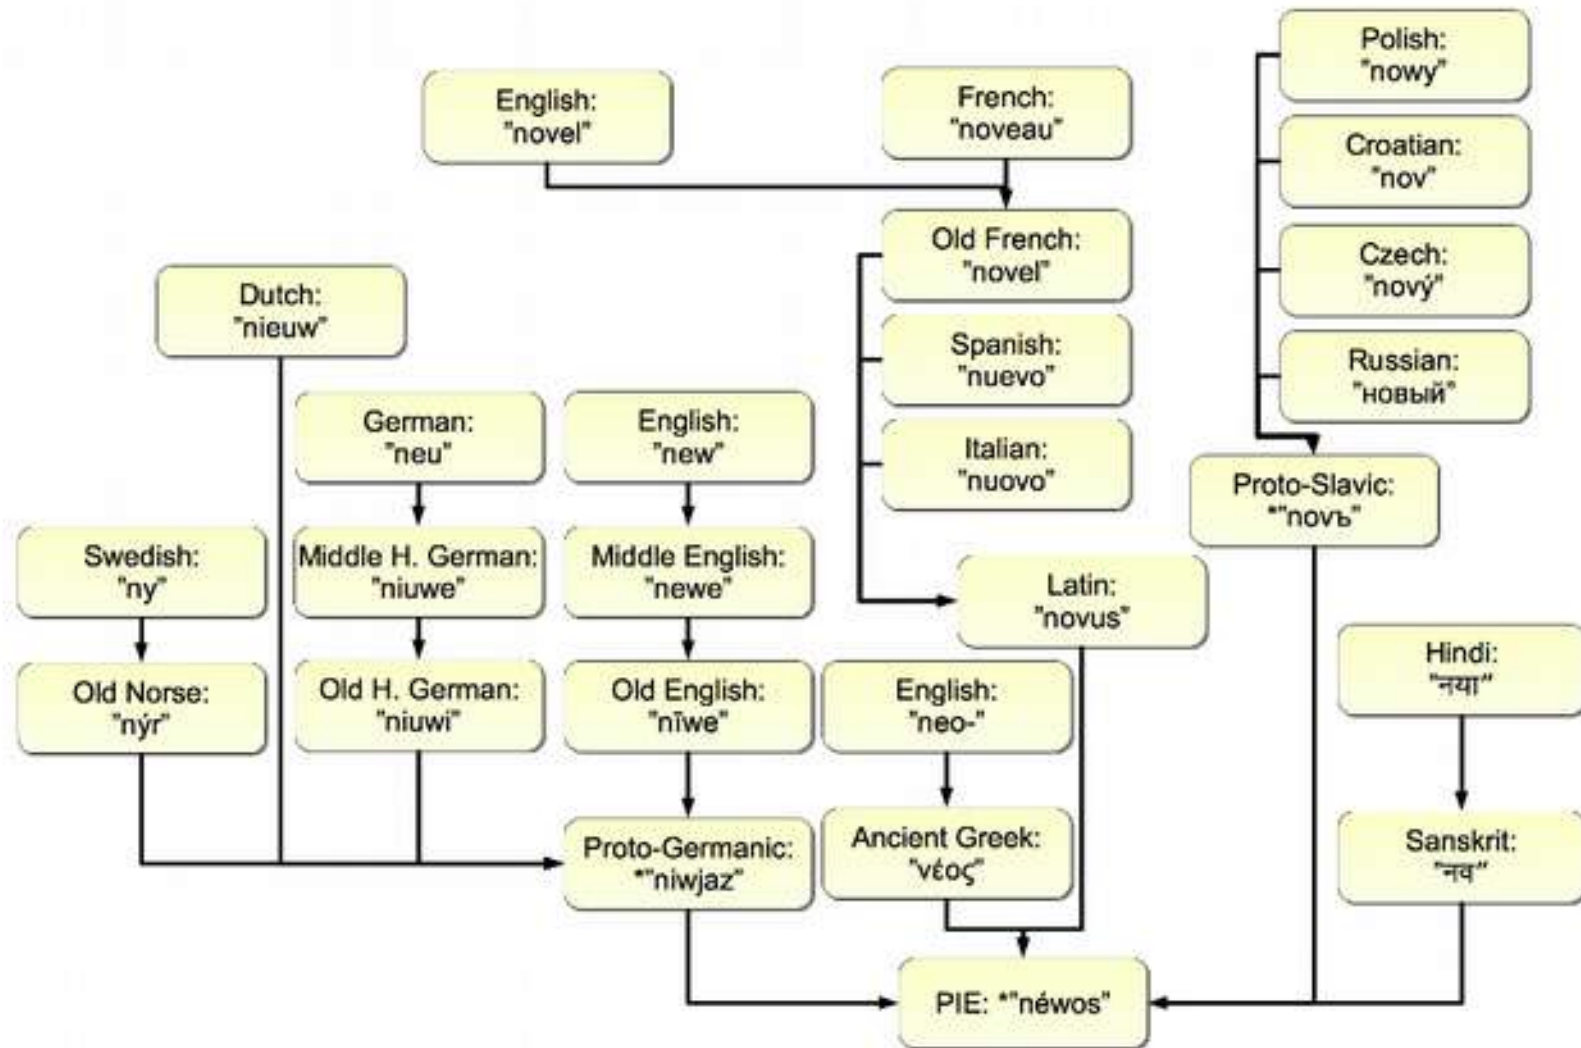 Polish:
"nowy"
English:
"novel"
French:
"noveau"
Croatian:
"nov"
Old French:
"novel"
Czech:
"nový"
Dutch:
"nieuw"
Spanish:
"nuevo"
Russian:
"новый"
German:
"neu"
English:
"new"
Italian:
"nuovo"
Proto-Slavic:
*"novъ"
Swedish:
"ny"
Middle H. German:
"niuwe"
Middle English:
"newe"
Latin:
"novus"
Hindi:
"नया"
Old Norse:
"nýr"
Old H. German:
"niuwi"
Old English:
"nīwe"
English:
"neo-"
Proto-Germanic:
*"niwjaz"
Ancient Greek:
"νέος"
Sanskrit:
"नव"
PIE: *"néwos"